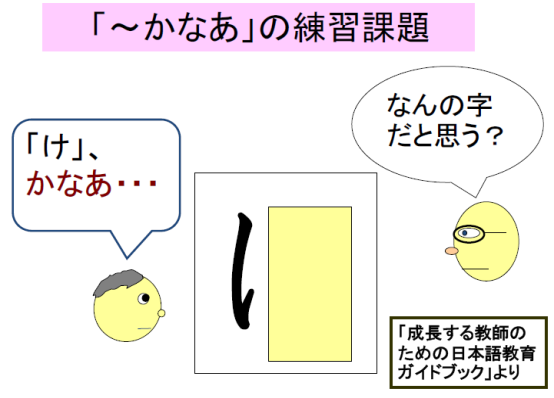 「～かなあ」の練習課題
なんの字
だと思う？
「け」、
かなあ・・・
「成長する教師の
ための日本語教育
ガイドブック」より